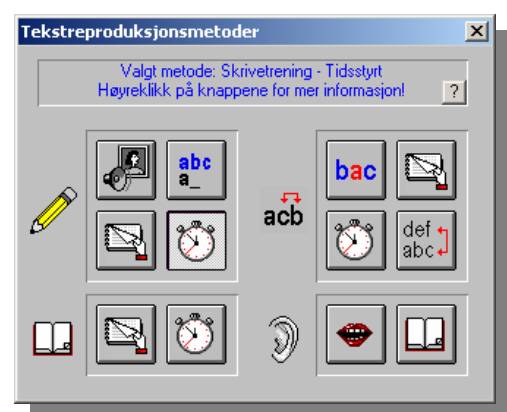 Tekstreproduksjonsmetoder
Valgt metode: Skrivetrening - Tidsstyrt
Høyreklikk på knappene for mer informasjon!
?
abc
a_
acb
bac
def
abc